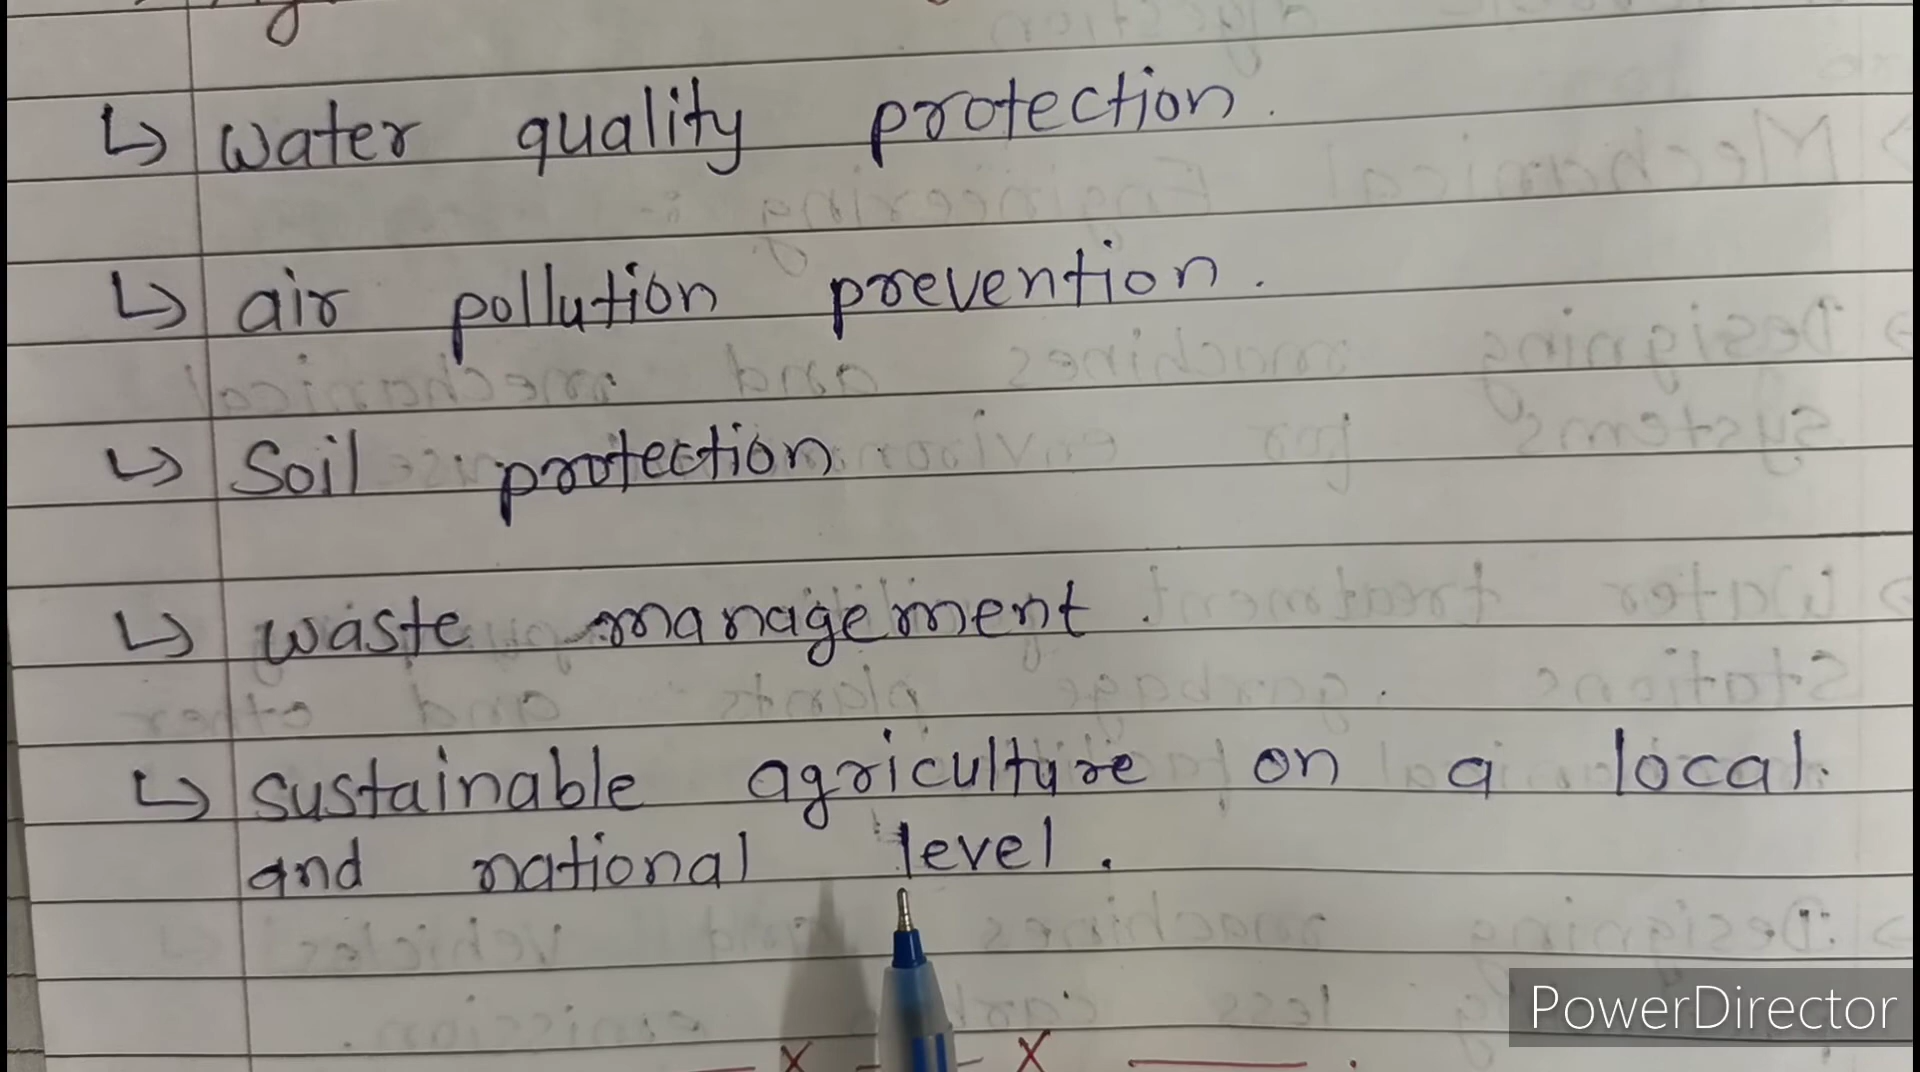 ↳ water quality protection.
↳ air pollution prevention.
↳ Soil protection
↳ waste management.
↳ sustainable agriculture on a local
and national level.
x x
PowerDirector